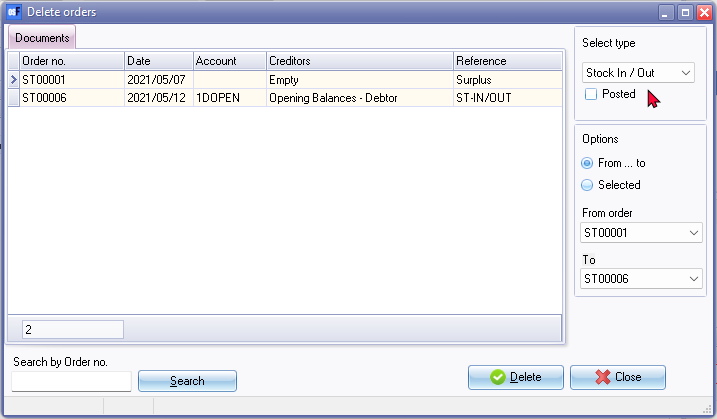 Delete orders
Documents
Order no. Date Account Creditors Reference
ST00001 2021/05/07 Empty Surplus
ST00006 2021/05/12 1DOPEN Opening Balances - Debtor ST-IN/OUT
2
Search by Order no.
Search
Select type
Stock In / Out
Posted
Options
From ... to
Selected
From order
ST00001
To
ST00006
Delete Close